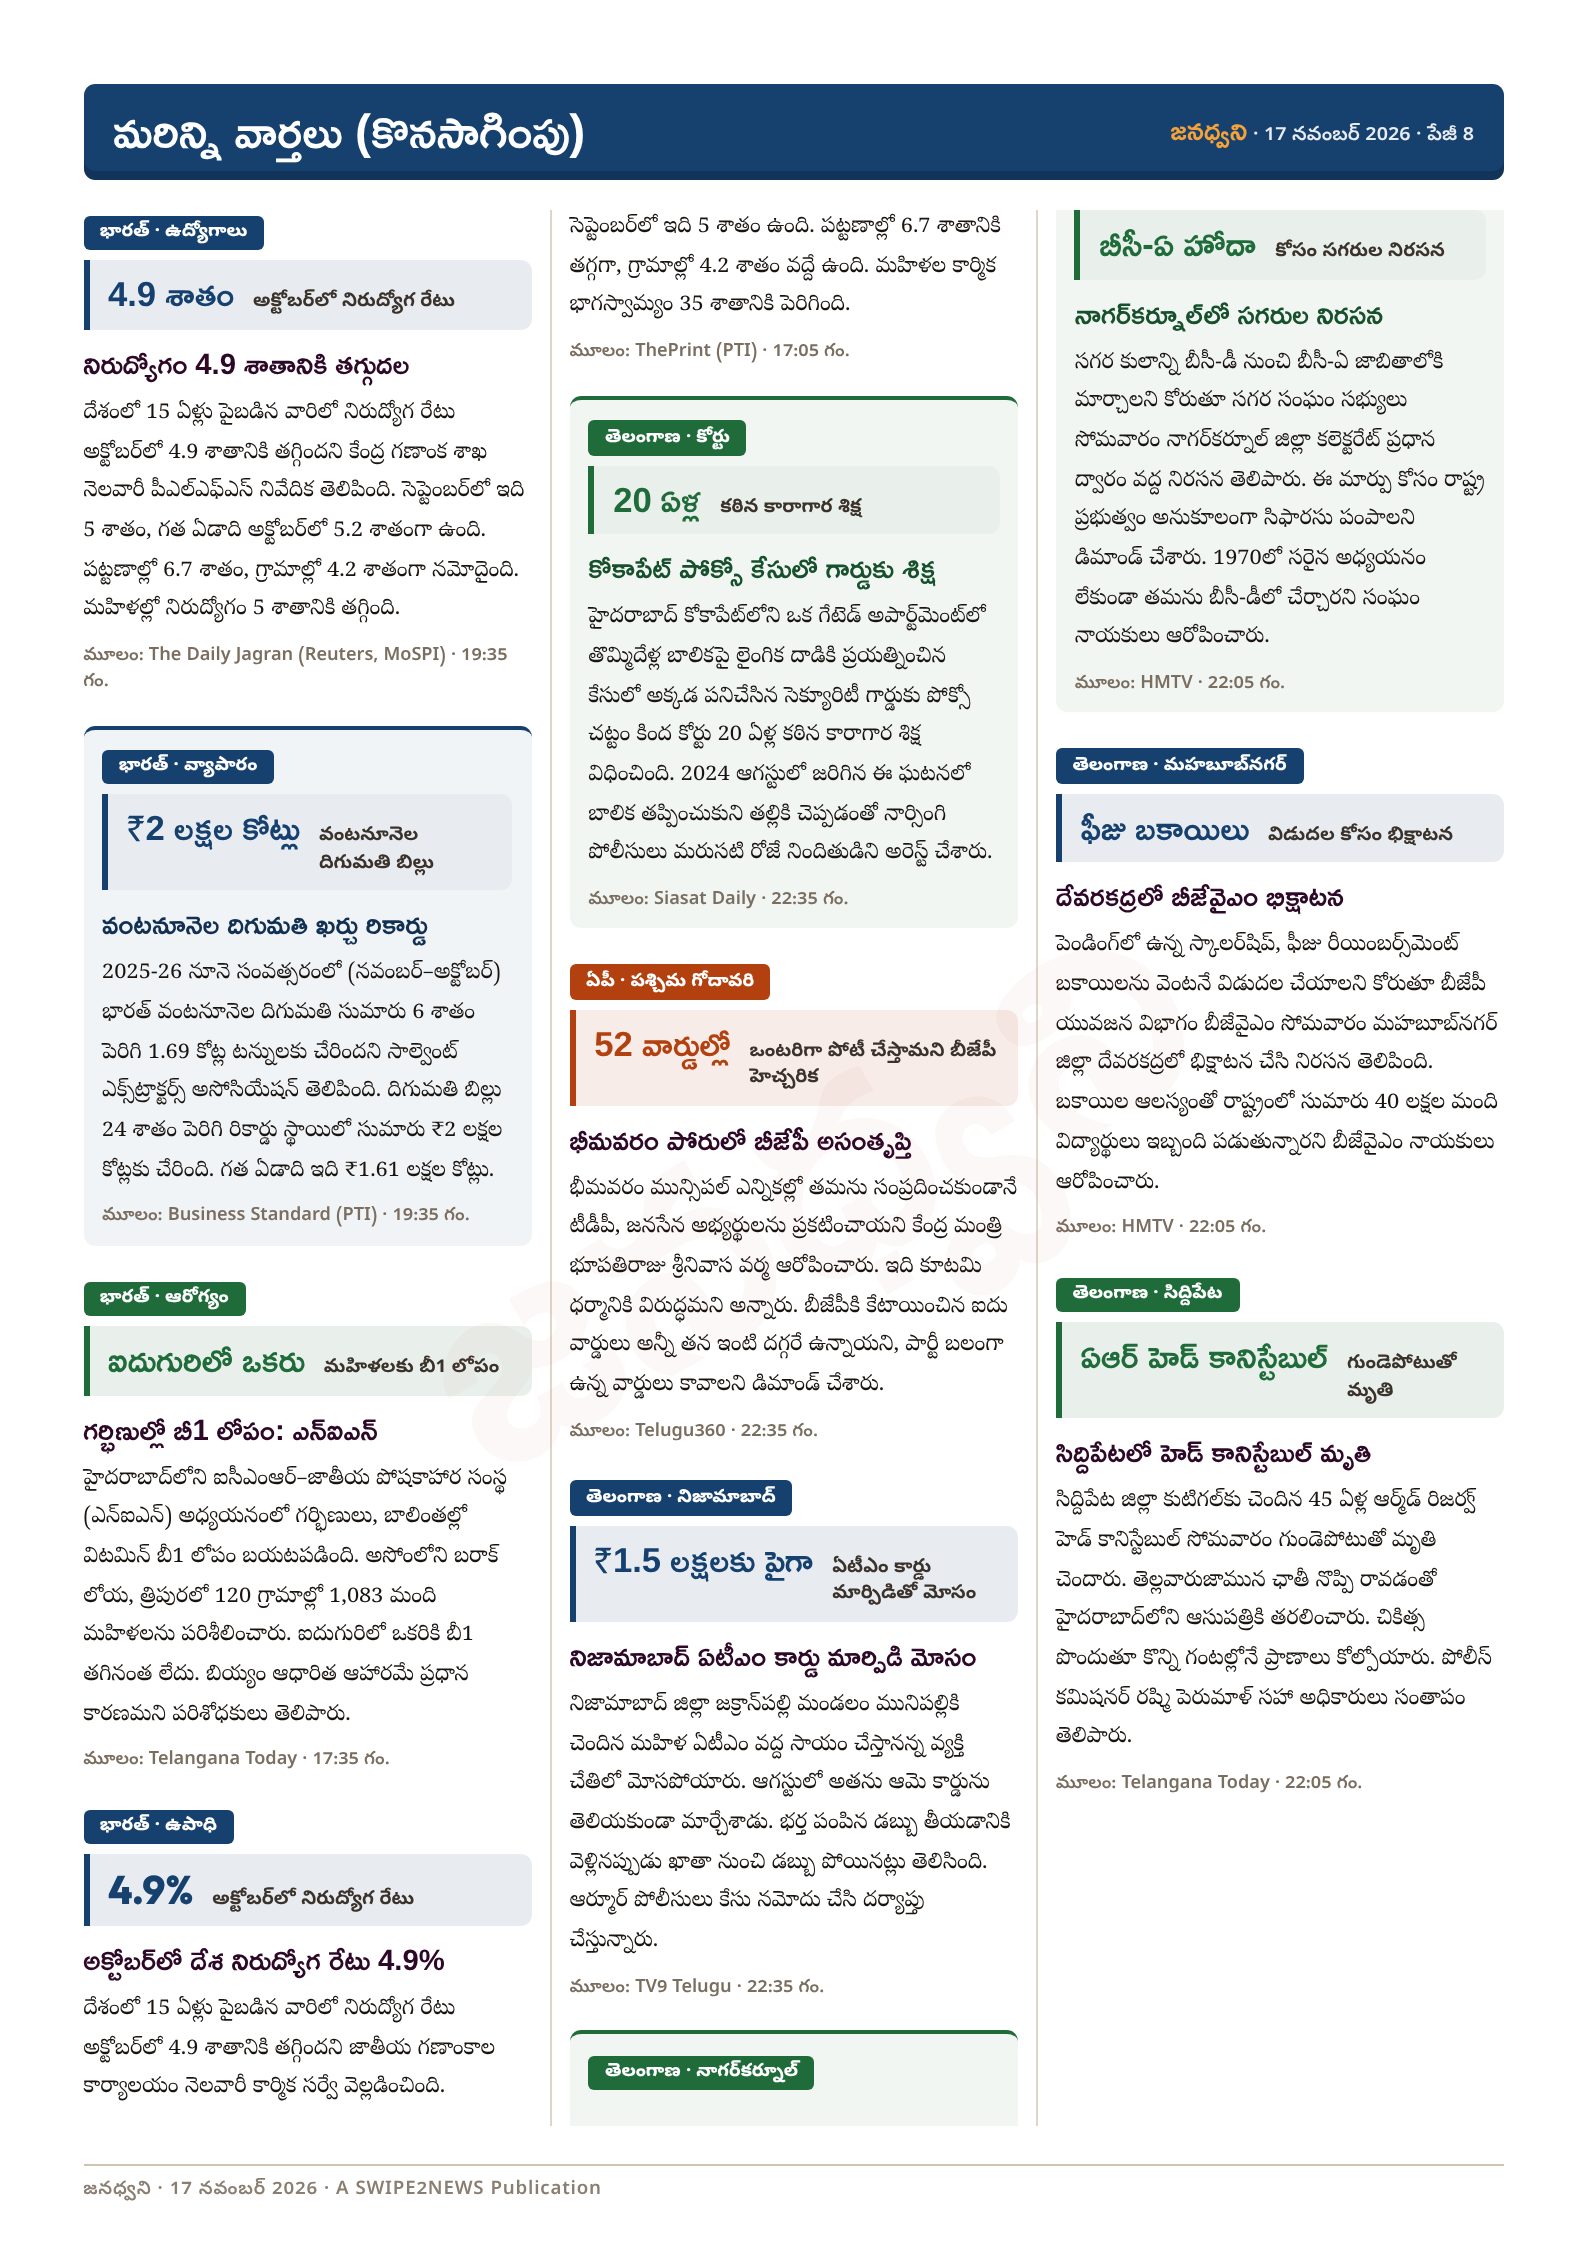 మరిన్ని వార్తలు (కొనసాగింపు)
జనధ్వని · 17 నవంబర్ 2026 · పేజీ 8
భారత్ · ఉద్యోగాలు
4.9 శాతం అక్టోబర్‌లో నిరుద్యోగ రేటు
నిరుద్యోగం 4.9 శాతానికి తగ్గుదల
దేశంలో 15 ఏళ్లు పైబడిన వారిలో నిరుద్యోగ రేటు
అక్టోబర్‌లో 4.9 శాతానికి తగ్గిందని కేంద్ర గణాంక శాఖ
నెలవారీ పీఎల్ఎఫ్ఎస్ నివేదిక తెలిపింది. సెప్టెంబర్‌లో ఇది
5 శాతం, గత ఏడాది అక్టోబర్‌లో 5.2 శాతంగా ఉంది.
పట్టణాల్లో 6.7 శాతం, గ్రామాల్లో 4.2 శాతంగా నమోదైంది.
మహిళల్లో నిరుద్యోగం 5 శాతానికి తగ్గింది.
మూలం: The Daily Jagran (Reuters, MoSPI) · 19:35
గం.
భారత్ · వ్యాపారం
₹2 లక్షల కోట్లు వంటనూనెల
దిగుమతి బిల్లు
వంటనూనెల దిగుమతి ఖర్చు రికార్డు
2025-26 నూనె సంవత్సరంలో (నవంబర్–అక్టోబర్)
భారత్ వంటనూనెల దిగుమతి సుమారు 6 శాతం
పెరిగి 1.69 కోట్ల టన్నులకు చేరిందని సాల్వెంట్
ఎక్స్‌ట్రాక్టర్స్ అసోసియేషన్ తెలిపింది. దిగుమతి బిల్లు
24 శాతం పెరిగి రికార్డు స్థాయిలో సుమారు ₹2 లక్షల
కోట్లకు చేరింది. గత ఏడాది ఇది ₹1.61 లక్షల కోట్లు.
మూలం: Business Standard (PTI) · 19:35 గం.
భారత్ · ఆరోగ్యం
ఐదుగురిలో ఒకరు మహిళలకు బీ1 లోపం
గర్భిణుల్లో బీ1 లోపం: ఎన్ఐఎన్
హైదరాబాద్‌లోని ఐసీఎంఆర్–జాతీయ పోషకాహార సంస్థ
(ఎన్ఐఎన్) అధ్యయనంలో గర్భిణులు, బాలింతల్లో
విటమిన్ బీ1 లోపం బయటపడింది. అసోంలోని బరాక్
లోయ, త్రిపురలో 120 గ్రామాల్లో 1,083 మంది
మహిళలను పరిశీలించారు. ఐదుగురిలో ఒకరికి బీ1
తగినంత లేదు. బియ్యం ఆధారిత ఆహారమే ప్రధాన
కారణమని పరిశోధకులు తెలిపారు.
మూలం: Telangana Today · 17:35 గం.
భారత్ · ఉపాధి
4.9% అక్టోబర్‌లో నిరుద్యోగ రేటు
అక్టోబర్‌లో దేశ నిరుద్యోగ రేటు 4.9%
దేశంలో 15 ఏళ్లు పైబడిన వారిలో నిరుద్యోగ రేటు
అక్టోబర్‌లో 4.9 శాతానికి తగ్గిందని జాతీయ గణాంకాల
కార్యాలయం నెలవారీ కార్మిక సర్వే వెల్లడించింది.
సెప్టెంబర్‌లో ఇది 5 శాతం ఉంది. పట్టణాల్లో 6.7 శాతానికి
తగ్గగా, గ్రామాల్లో 4.2 శాతం వద్దే ఉంది. మహిళల కార్మిక
భాగస్వామ్యం 35 శాతానికి పెరిగింది.
మూలం: ThePrint (PTI) · 17:05 గం.
తెలంగాణ · కోర్టు
20 ఏళ్ల కఠిన కారాగార శిక్ష
కోకాపేట్ పోక్సో కేసులో గార్డుకు శిక్ష
హైదరాబాద్ కోకాపేట్‌లోని ఒక గేటెడ్ అపార్ట్‌మెంట్‌లో
తొమ్మిదేళ్ల బాలికపై లైంగిక దాడికి ప్రయత్నించిన
కేసులో అక్కడ పనిచేసిన సెక్యూరిటీ గార్డుకు పోక్సో
చట్టం కింద కోర్టు 20 ఏళ్ల కఠిన కారాగార శిక్ష
విధించింది. 2024 ఆగస్టులో జరిగిన ఈ ఘటనలో
బాలిక తప్పించుకుని తల్లికి చెప్పడంతో నార్సింగి
పోలీసులు మరుసటి రోజే నిందితుడిని అరెస్ట్ చేశారు.
మూలం: Siasat Daily · 22:35 గం.
ఏపీ · పశ్చిమ గోదావరి
52 వార్డుల్లో ఒంటరిగా పోటీ చేస్తామని బీజేపీ
హెచ్చరిక
భీమవరం పోరులో బీజేపీ అసంతృప్తి
భీమవరం మున్సిపల్ ఎన్నికల్లో తమను సంప్రదించకుండానే
టీడీపీ, జనసేన అభ్యర్థులను ప్రకటించాయని కేంద్ర మంత్రి
భూపతిరాజు శ్రీనివాస వర్మ ఆరోపించారు. ఇది కూటమి
ధర్మానికి విరుద్ధమని అన్నారు. బీజేపీకి కేటాయించిన ఐదు
వార్డులు అన్నీ తన ఇంటి దగ్గరే ఉన్నాయని, పార్టీ బలంగా
ఉన్న వార్డులు కావాలని డిమాండ్ చేశారు.
మూలం: Telugu360 · 22:35 గం.
తెలంగాణ · నిజామాబాద్
₹1.5 లక్షలకు పైగా ఏటీఎం కార్డు
మార్పిడితో మోసం
నిజామాబాద్ ఏటీఎం కార్డు మార్పిడి మోసం
నిజామాబాద్ జిల్లా జక్రాన్‌పల్లి మండలం మునిపల్లికి
చెందిన మహిళ ఏటీఎం వద్ద సాయం చేస్తానన్న వ్యక్తి
చేతిలో మోసపోయారు. ఆగస్టులో అతను ఆమె కార్డును
తెలియకుండా మార్చేశాడు. భర్త పంపిన డబ్బు తీయడానికి
వెళ్లినప్పుడు ఖాతా నుంచి డబ్బు పోయినట్లు తెలిసింది.
ఆర్మూర్ పోలీసులు కేసు నమోదు చేసి దర్యాప్తు
చేస్తున్నారు.
మూలం: TV9 Telugu · 22:35 గం.
తెలంగాణ · నాగర్‌కర్నూల్
బీసీ-ఏ హోదా కోసం సగరుల నిరసన
నాగర్‌కర్నూల్‌లో సగరుల నిరసన
సగర కులాన్ని బీసీ-డీ నుంచి బీసీ-ఏ జాబితాలోకి
మార్చాలని కోరుతూ సగర సంఘం సభ్యులు
సోమవారం నాగర్‌కర్నూల్ జిల్లా కలెక్టరేట్ ప్రధాన
ద్వారం వద్ద నిరసన తెలిపారు. ఈ మార్పు కోసం రాష్ట్ర
ప్రభుత్వం అనుకూలంగా సిఫారసు పంపాలని
డిమాండ్ చేశారు. 1970లో సరైన అధ్యయనం
లేకుండా తమను బీసీ-డీలో చేర్చారని సంఘం
నాయకులు ఆరోపించారు.
మూలం: HMTV · 22:05 గం.
తెలంగాణ · మహబూబ్‌నగర్
ఫీజు బకాయిలు విడుదల కోసం భిక్షాటన
దేవరకద్రలో బీజేవైఎం భిక్షాటన
పెండింగ్‌లో ఉన్న స్కాలర్‌షిప్, ఫీజు రీయింబర్స్‌మెంట్
బకాయిలను వెంటనే విడుదల చేయాలని కోరుతూ బీజేపీ
యువజన విభాగం బీజేవైఎం సోమవారం మహబూబ్‌నగర్
జిల్లా దేవరకద్రలో భిక్షాటన చేసి నిరసన తెలిపింది.
బకాయిల ఆలస్యంతో రాష్ట్రంలో సుమారు 40 లక్షల మంది
విద్యార్థులు ఇబ్బంది పడుతున్నారని బీజేవైఎం నాయకులు
ఆరోపించారు.
మూలం: HMTV · 22:05 గం.
తెలంగాణ · సిద్దిపేట
ఏఆర్ హెడ్ కానిస్టేబుల్ గుండెపోటుతో
మృతి
సిద్దిపేటలో హెడ్ కానిస్టేబుల్ మృతి
సిద్దిపేట జిల్లా కుటిగల్‌కు చెందిన 45 ఏళ్ల ఆర్మ్‌డ్ రిజర్వ్
హెడ్ కానిస్టేబుల్ సోమవారం గుండెపోటుతో మృతి
చెందారు. తెల్లవారుజామున ఛాతీ నొప్పి రావడంతో
హైదరాబాద్‌లోని ఆసుపత్రికి తరలించారు. చికిత్స
పొందుతూ కొన్ని గంటల్లోనే ప్రాణాలు కోల్పోయారు. పోలీస్
కమిషనర్ రష్మి పెరుమాళ్ సహా అధికారులు సంతాపం
తెలిపారు.
మూలం: Telangana Today · 22:05 గం.
జనధ్వని · 17 నవంబర్ 2026 · A SWIPE2NEWS Publication
జనధ్వని